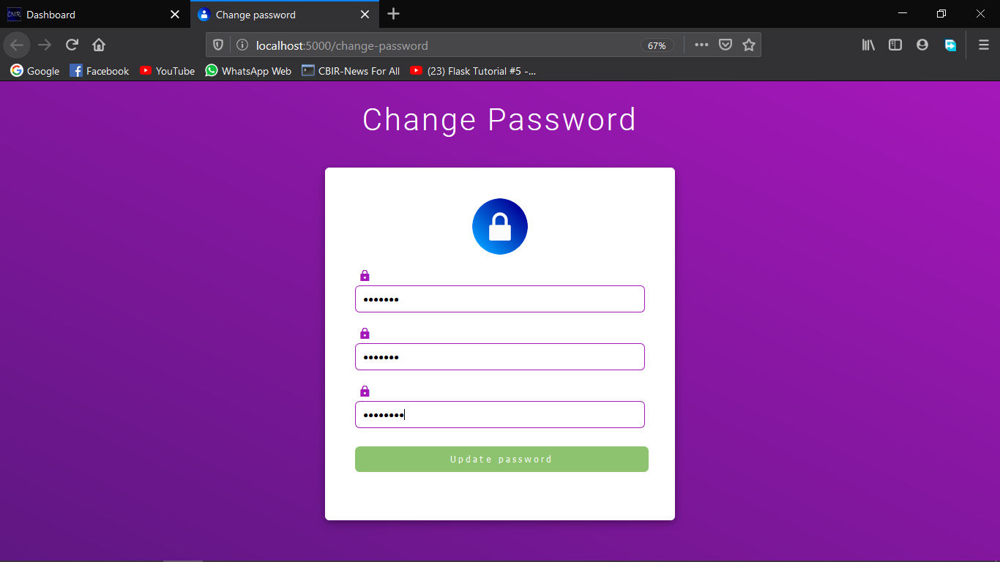 CNIR Dashboard Change password
localhost:5000/change-password 67%
Google Facebook YouTube WhatsApp Web CBIR-News For All (23) Flask Tutorial #5 -...
Change Password
•••••••
•••••••
••••••••
Update password